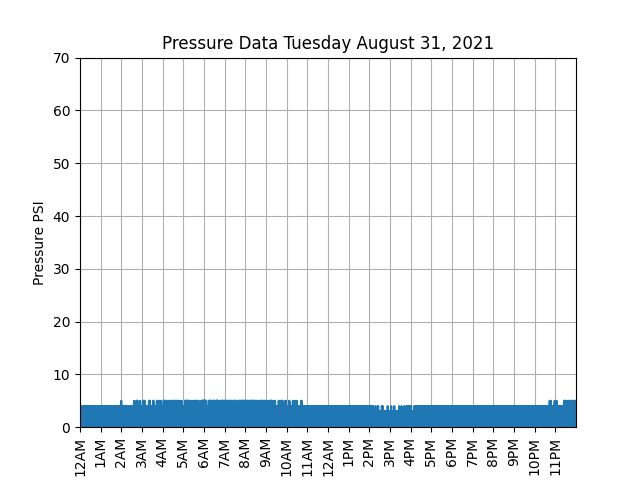 Pressure Data Tuesday August 31, 2021
70
60
50
40
30
20
10
0
Pressure PSI
12AM
1AM
2AM
3AM
4AM
5AM
6AM
7AM
8AM
9AM
10AM
11AM
12AM
1PM
2PM
3PM
4PM
5PM
6PM
7PM
8PM
9PM
10PM
11PM